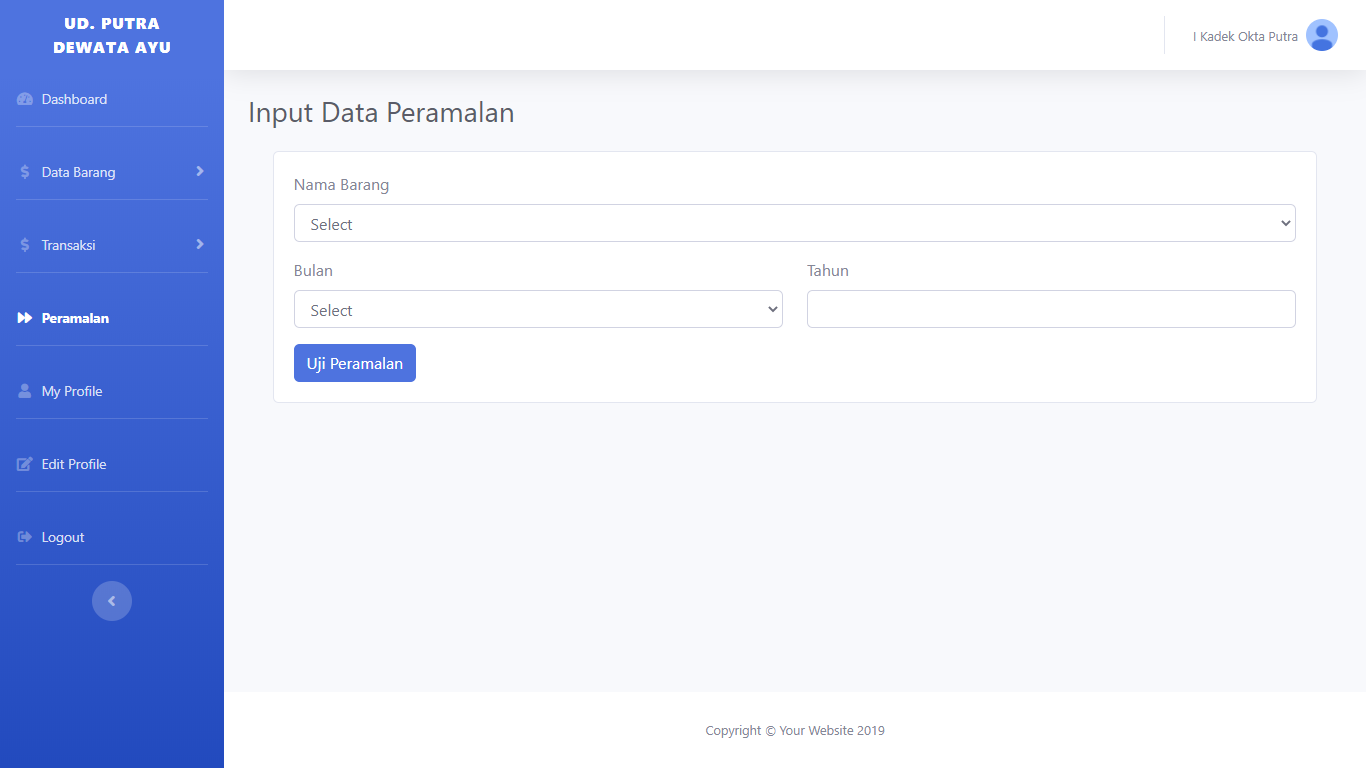 UD. PUTRA
DEWATA AYU
I Kadek Okta Putra
Dashboard
Data Barang
Transaksi
Peramalan
My Profile
Edit Profile
Logout
Input Data Peramalan
Nama Barang
Select
Bulan
Tahun
Select
Uji Peramalan
Copyright © Your Website 2019